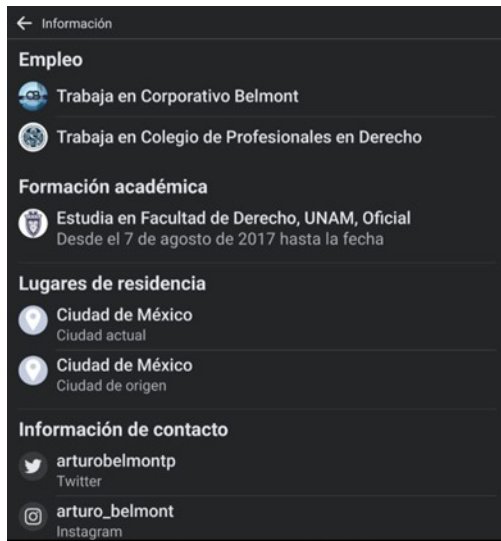 Información
Empleo
Trabaja en Corporativo Belmont
Trabaja en Colegio de Profesionales en Derecho
Formación académica
Estudia en Facultad de Derecho, UNAM, Oficial
Desde el 7 de agosto de 2017 hasta la fecha
Lugares de residencia
Ciudad de México
Ciudad actual
Ciudad de México
Ciudad de origen
Información de contacto
arturobelmontp
Twitter
arturo_belmont
Instagram